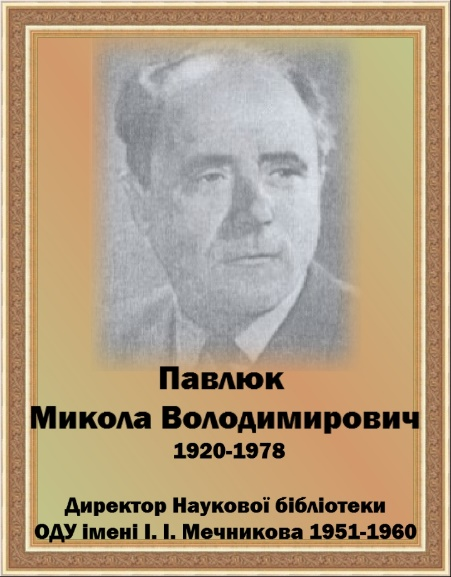 Павлюк
Микола Володимирович
1920-1978
Директор Наукової бібліотеки
ОДУ імені І. І. Мечникова 1951-1960